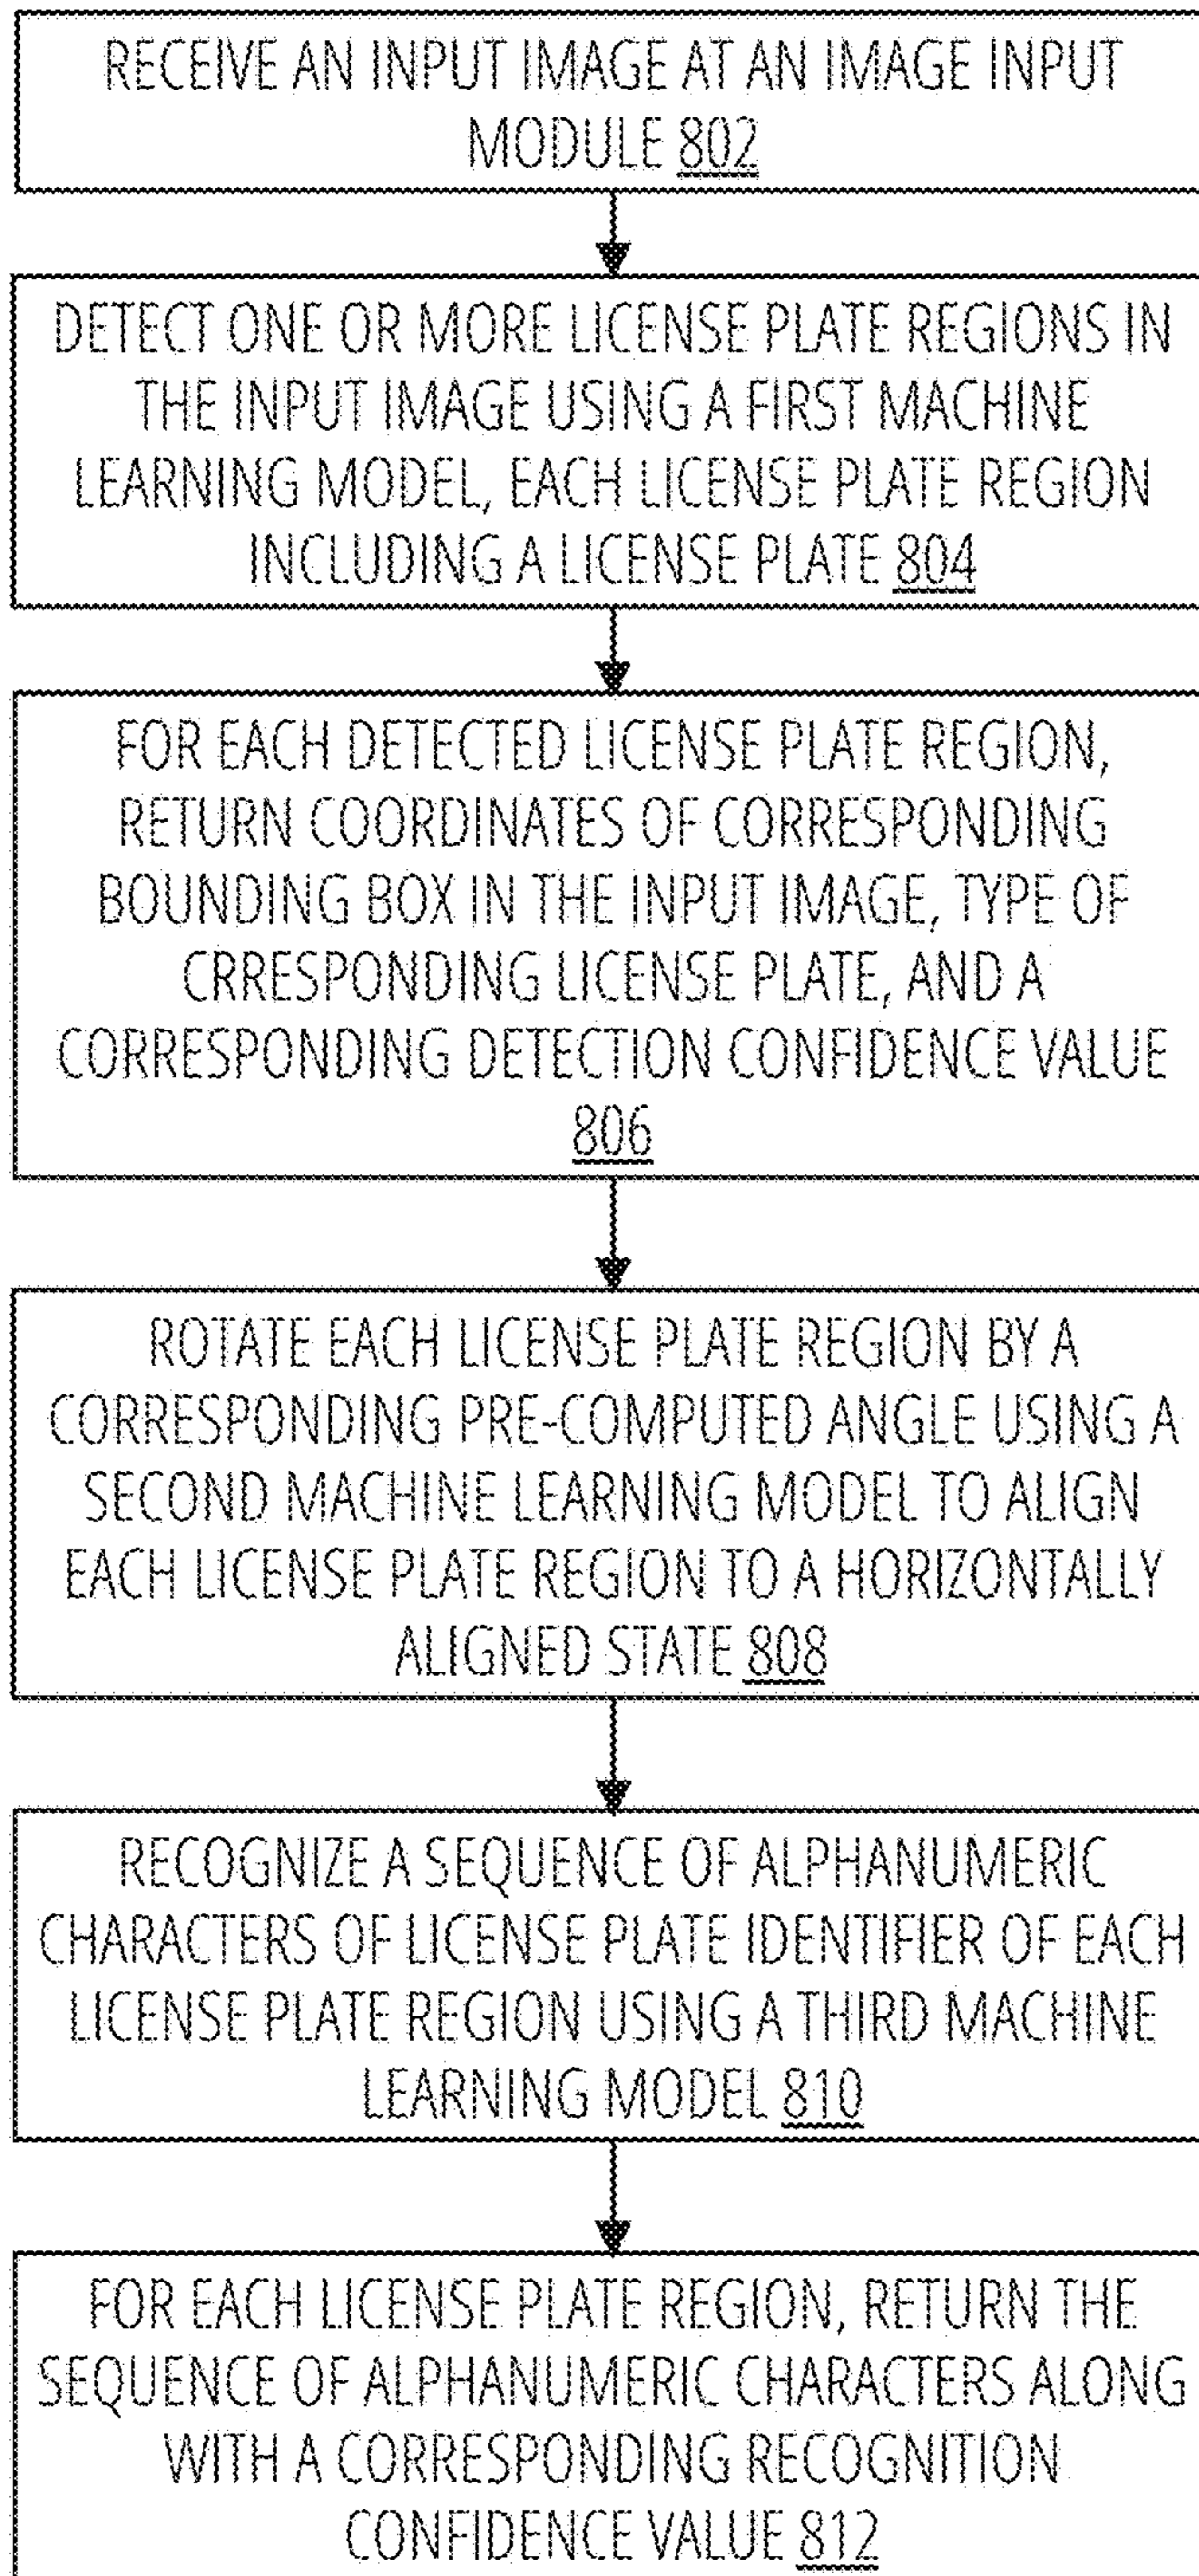 RECEIVE AN INPUT IMAGE AT AN IMAGE INPUT
MODULE 802
DETECT ONE OR MORE LICENSE PLATE REGIONS IN
THE INPUT IMAGE USING A FIRST MACHINE
LEARNING MODEL, EACH LICENSE PLATE REGION
INCLUDING A LICENSE PLATE 804
FOR EACH DETECTED LICENSE PLATE REGION,
RETURN COORDINATES OF CORRESPONDING
BOUNDING BOX IN THE INPUT IMAGE, TYPE OF
CRRESPONDING LICENSE PLATE, AND A
CORRESPONDING DETECTION CONFIDENCE VALUE
806
ROTATE EACH LICENSE PLATE REGION BY A
CORRESPONDING PRE-COMPUTED ANGLE USING A
SECOND MACHINE LEARNING MODEL TO ALIGN
EACH LICENSE PLATE REGION TO A HORIZONTALLY
ALIGNED STATE 808
RECOGNIZE A SEQUENCE OF ALPHANUMERIC
CHARACTERS OF LICENSE PLATE IDENTIFIER OF EACH
LICENSE PLATE REGION USING A THIRD MACHINE
LEARNING MODEL 810
FOR EACH LICENSE PLATE REGION, RETURN THE
SEQUENCE OF ALPHANUMERIC CHARACTERS ALONG
WITH A CORRESPONDING RECOGNITION
CONFIDENCE VALUE 812